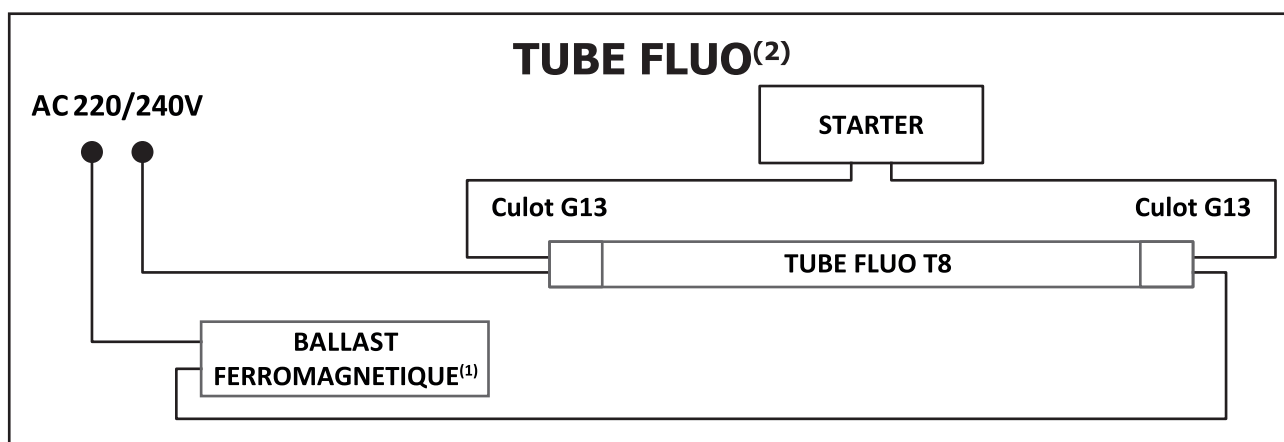 TUBE FLUO(2)
AC 220/240V
STARTER
Culot G13
Culot G13
TUBE FLUO T8
BALLAST
FERROMAGNETIQUE(1)